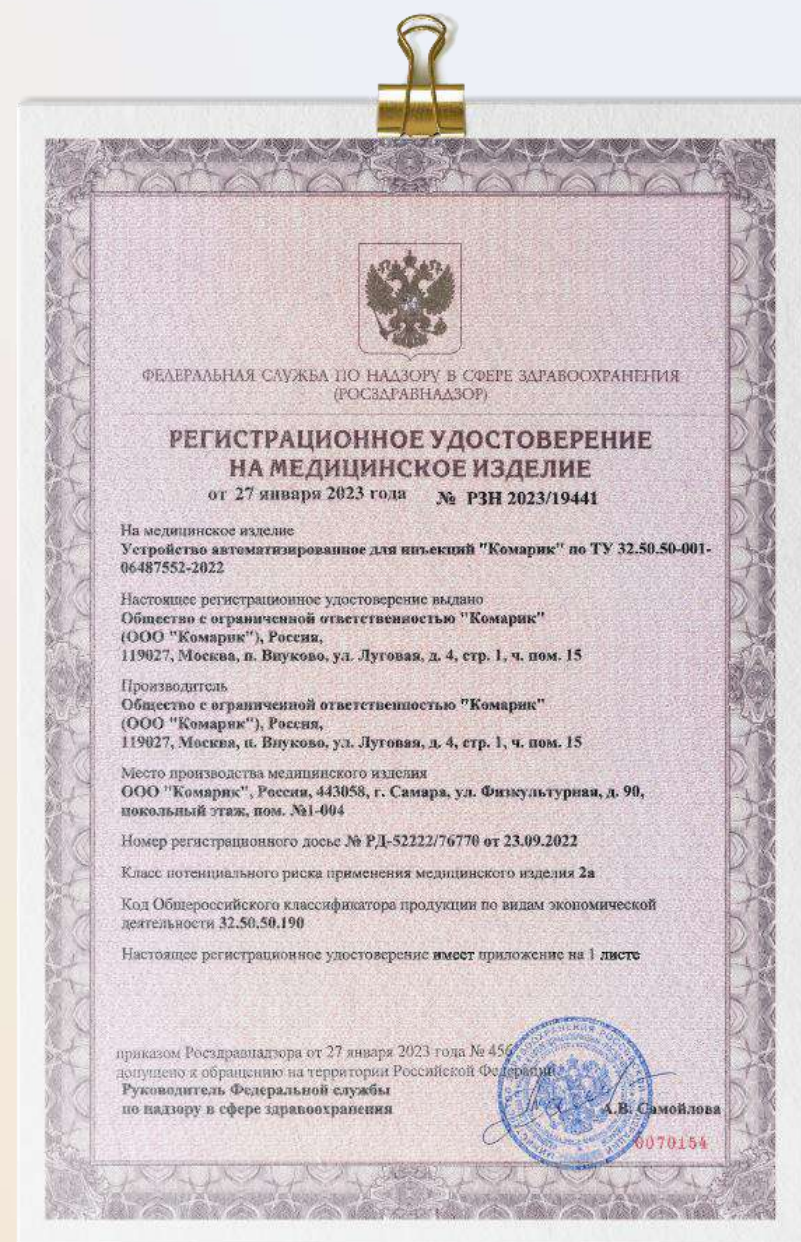 ФЕДЕРАЛЬНАЯ СЛУЖБА ПО НАДЗОРУ В СФЕРЕ ЗДРАВООХРАНЕНИЯ
(РОСЗДРАВНАДЗОР)
РЕГИСТРАЦИОННОЕ УДОСТОВЕРЕНИЕ
НА МЕДИЦИНСКОЕ ИЗДЕЛИЕ
от 27 января 2023 года № РЗН 2023/19441
На медицинское изделие
Устройство автоматизированное для инъекций "Комарик" по ТУ 32.50.50-001-
06487552-2022
Настоящее регистрационное удостоверение выдано
Общество с ограниченной ответственностью "Комарик"
(ООО "Комарик"), Россия,
119027, Москва, п. Внуково, ул. Луговая, д. 4, стр. 1, ч. пом. 15
Производитель
Общество с ограниченной ответственностью "Комарик"
(ООО "Комарик"), Россия,
119027, Москва, п. Внуково, ул. Луговая, д. 4, стр. 1, ч. пом. 15
Место производства медицинского изделия
ООО "Комарик", Россия, 443058, г. Самара, ул. Физкультурная, д. 90,
цокольный этаж, пом. №1-004
Номер регистрационного досье № РД-52222/76770 от 23.09.2022
Класс потенциального риска применения медицинского изделия 2а
Код Общероссийского классификатора продукции по видам экономической
деятельности 32.50.50.190
Настоящее регистрационное удостоверение имеет приложение на 1 листе
приказом Росздравнадзора от 27 января 2023 года № 456
допущено к обращению на территории Российской Федерации.
Руководитель Федеральной службы
по надзору в сфере здравоохранения А.В. Самойлова
0070154